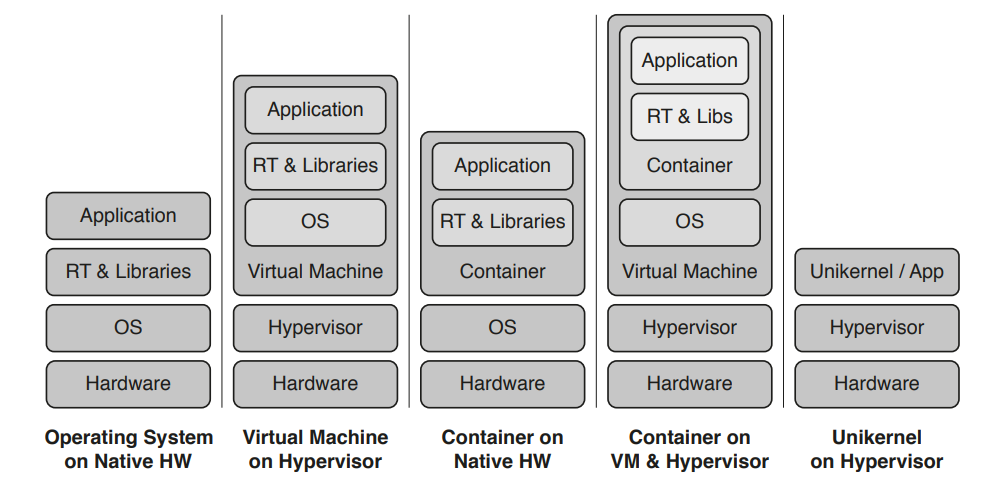 Application
RT & Libraries
OS
Hardware
Operating System
on Native HW
Application
RT & Libraries
OS
Virtual Machine
Hypervisor
Hardware
Virtual Machine
on Hypervisor
Application
RT & Libraries
Container
OS
Hardware
Container on
Native HW
Application
RT & Libs
Container
OS
Virtual Machine
Hypervisor
Hardware
Container on
VM & Hypervisor
Unikernel / App
Hypervisor
Hardware
Unikernel
on Hypervisor